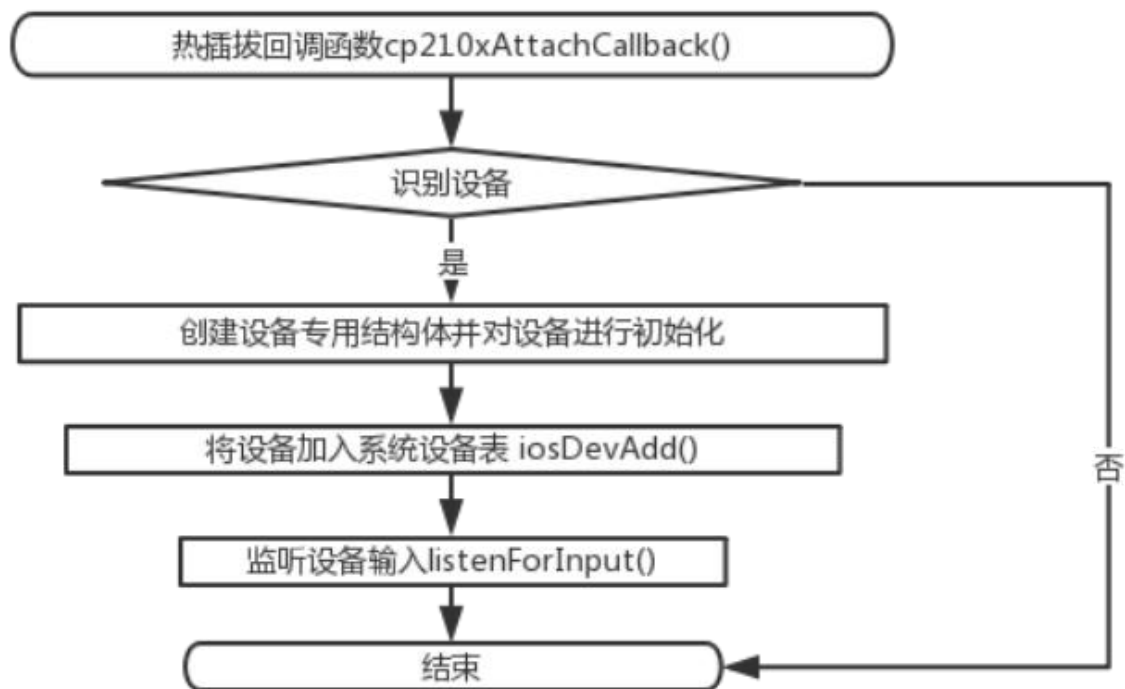 热插拔回调函数cp210xAttachCallback()
识别设备
是
创建设备专用结构体并对设备进行初始化
将设备加入系统设备表 iosDevAdd()
否
监听设备输入listenForInput()
结束